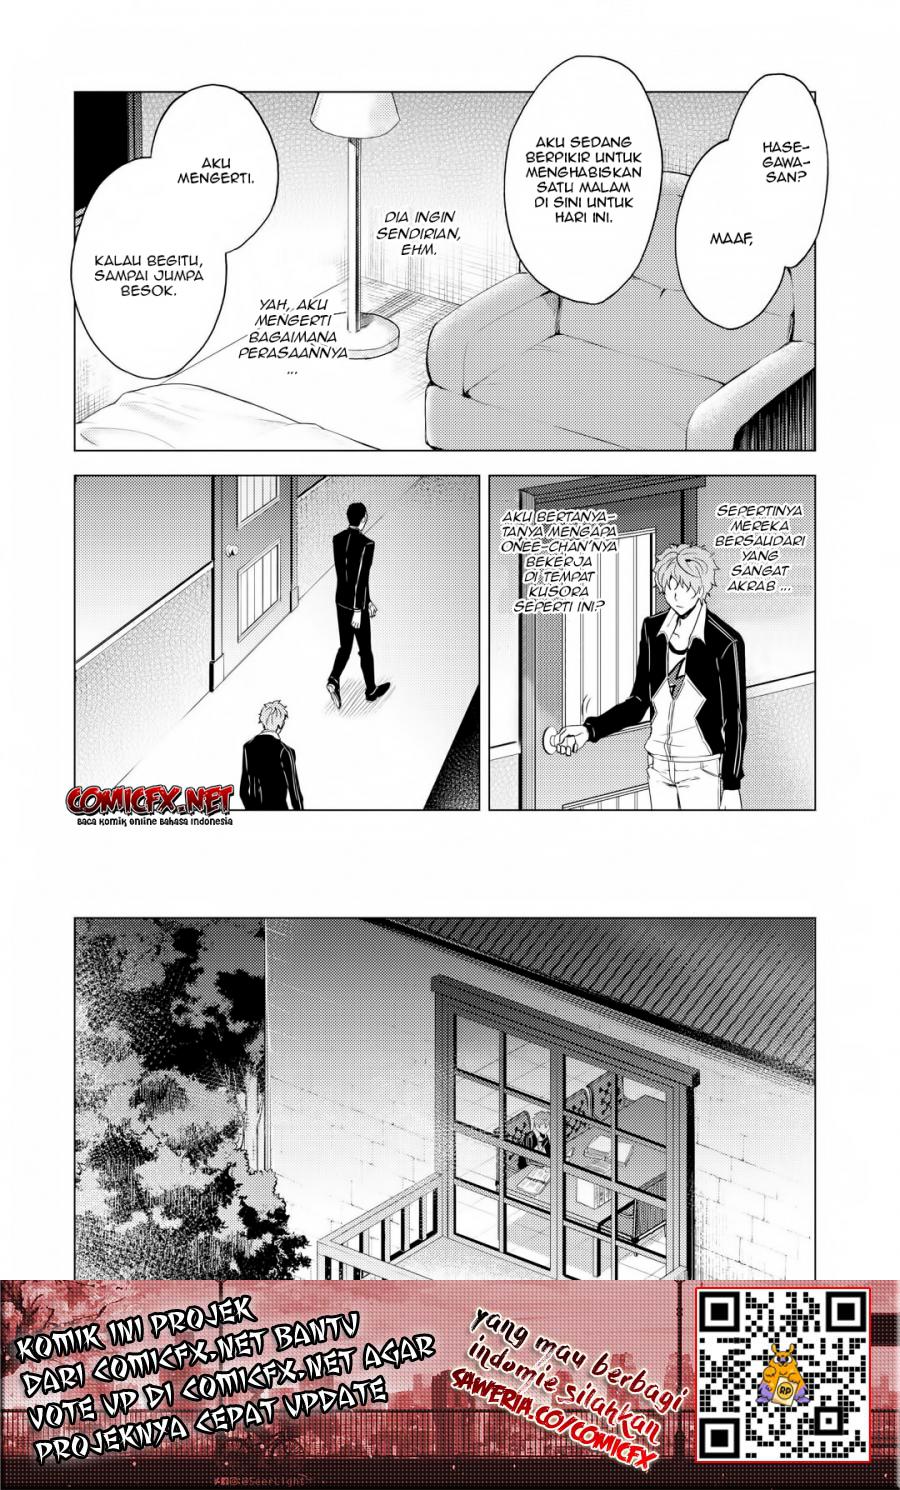 HASE-
GAWA-
SAN?
MAAF,
AKU SEDANG
BERPIKIR UNTUK
MENGHABISKAN
SATU MALAM
DI SINI UNTUK
HARI INI.
DIA INGIN
SENDIRIAN,
EHM.
YAH, AKU
MENGERTI
BAGAIMANA
PERASAANNYA
...
AKU
MENGERTI.
KALAU BEGITU,
SAMPAI JUMPA
BESOK.
SEPERTINYA
MEREKA
BERSAUDARI
YANG
SANGAT
AKRAB ...
AKU BERTANYA-
TANYA MENGAPA
ONEE-CHAN'NYA
BEKERJA
DI TEMPAT
KUSORA
SEPERTI INI?
COMICFX.NET
Baca Komik Online Bahasa Indonesia
KOMIK INI PROJEK
DARI COMICFX.NET BANTU
VOTE UP DI COMICFX.NET AGAR
PROJEKNYA CEPAT UPDATE
yang mau berbagi
indomie silahkan
SAWERIA.CO/COMICFX
RP
@Seerlight